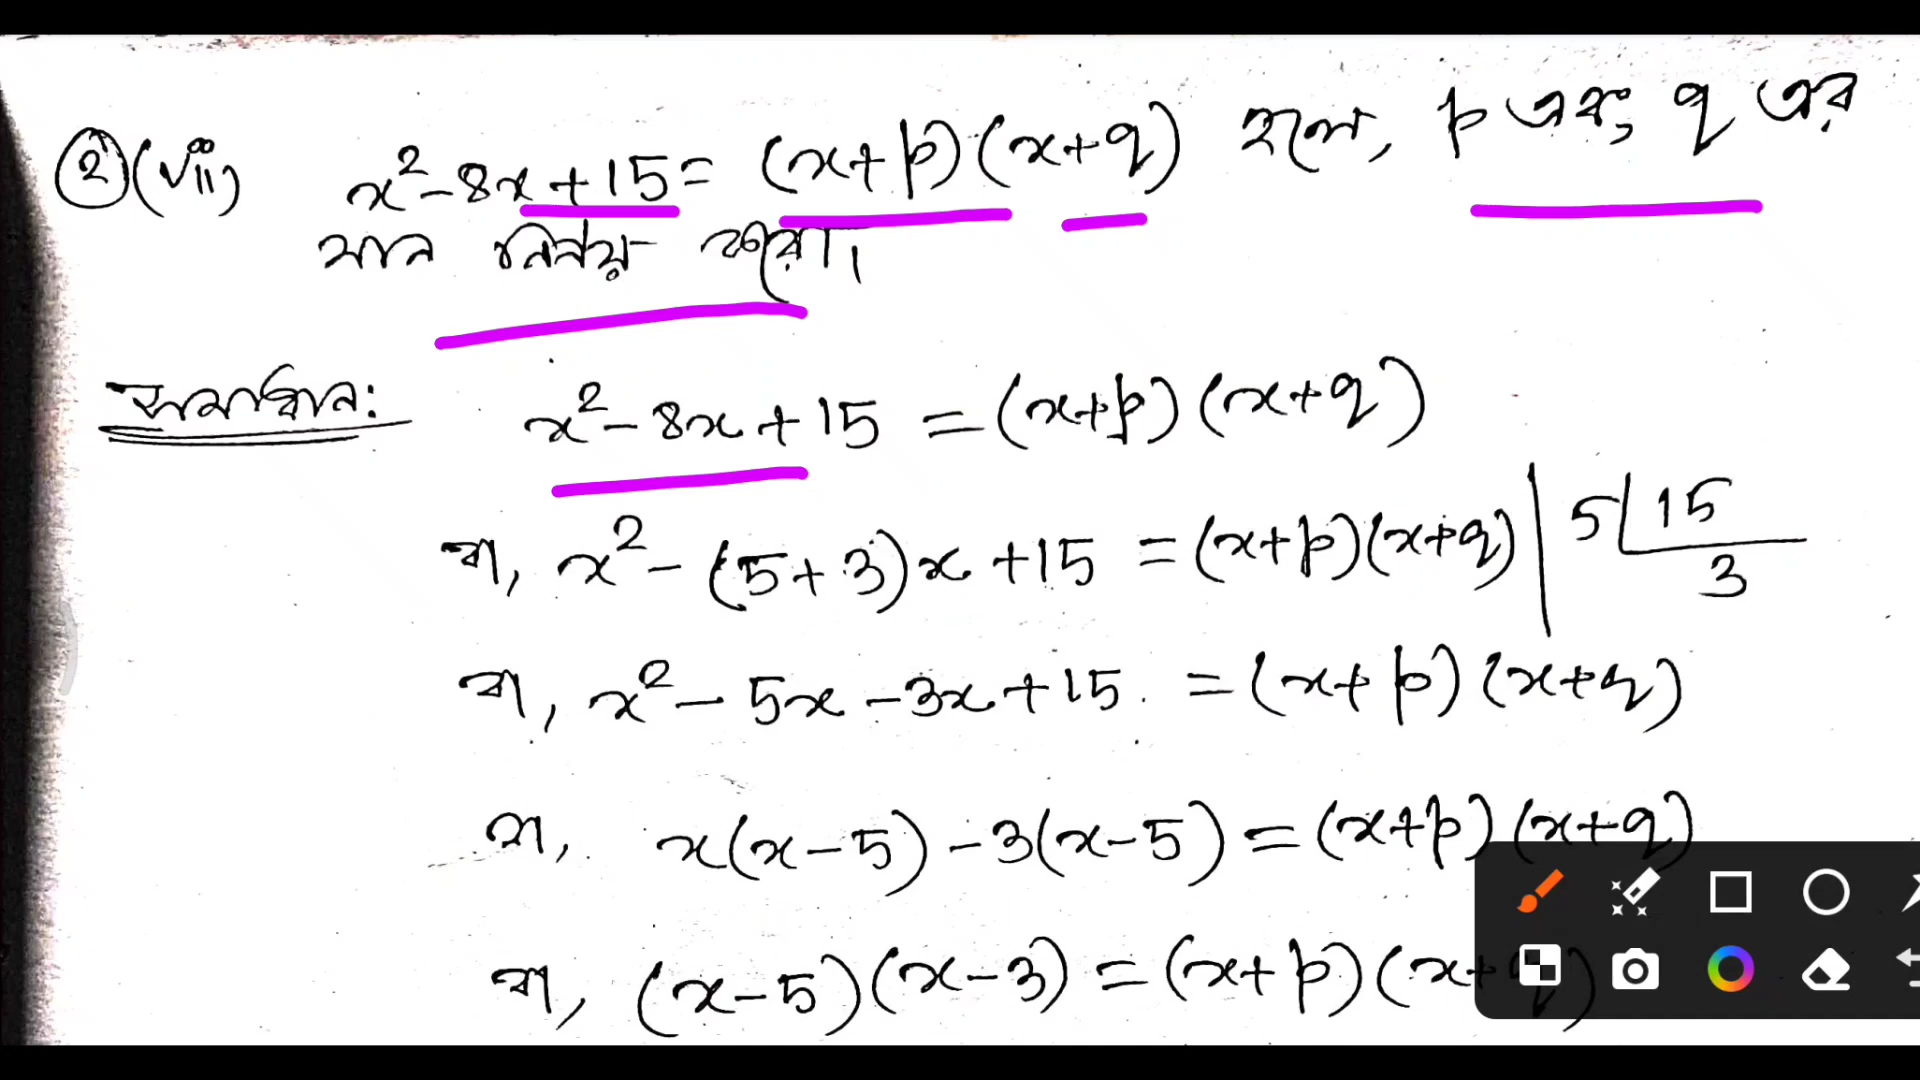 ২ (vii) x² - 8x + 15 = (x + p) (x + q) হলে, p এবং q এর
মান নির্ণয় করো।
সমাধান: x² - 8x + 15 = (x + p) (x + q)
বা, x² - (5 + 3)x + 15 = (x + p)(x + q) | 5 | 15
3
বা, x² - 5x - 3x + 15 = (x + p) (x + q)
বা, x(x - 5) - 3(x - 5) = (x + p) (x + q)
বা, (x - 5) (x - 3) = (x + p) (x + q)